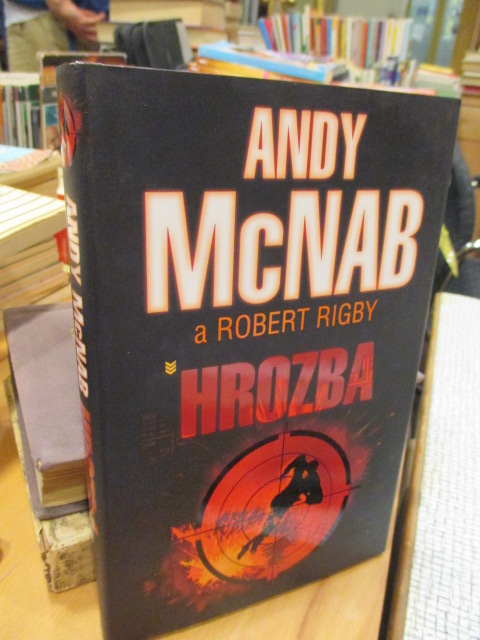 ANDY
McNAB
a ROBERT RIGBY
HROZBA
ANDY McNAB